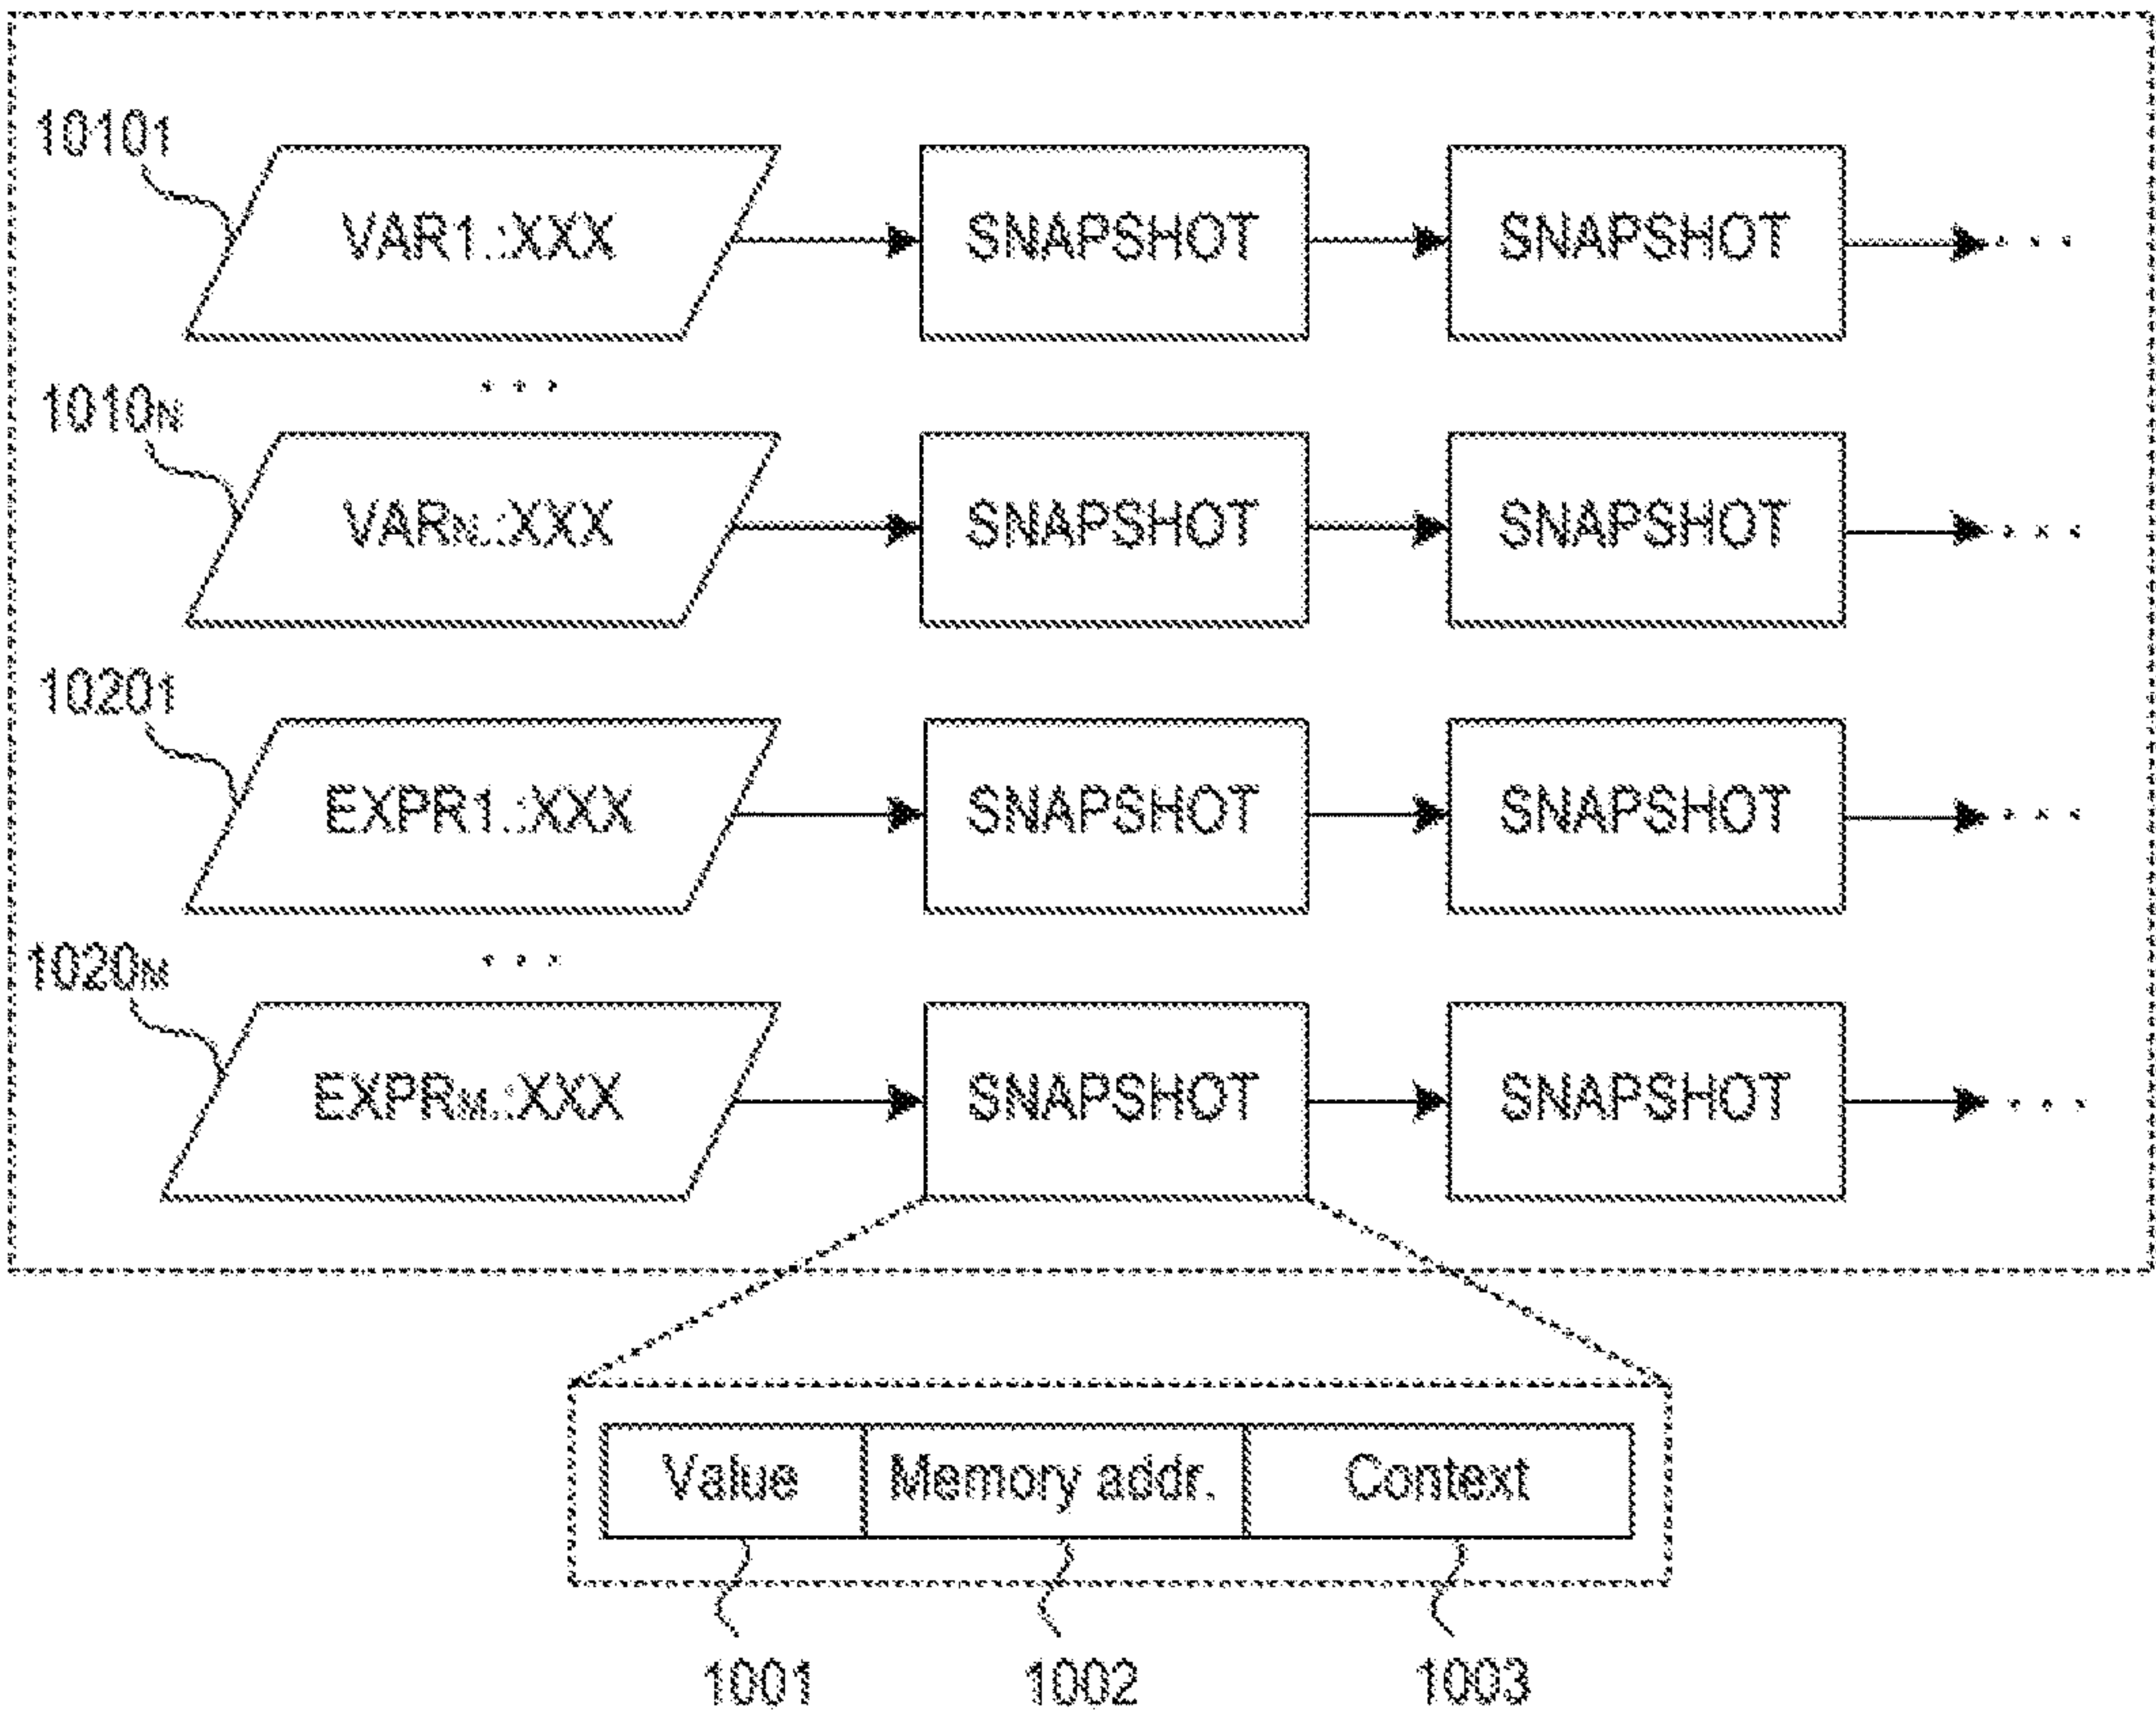 1010₁
VAR1.:XXX SNAPSHOT SNAPSHOT ...
...
1010N
VARN.:XXX SNAPSHOT SNAPSHOT ...
1020₁
EXPR1.:XXX SNAPSHOT SNAPSHOT ...
...
1020M
EXPRM.:XXX SNAPSHOT SNAPSHOT ...
Value Memory addr. Context
1001 1002 1003